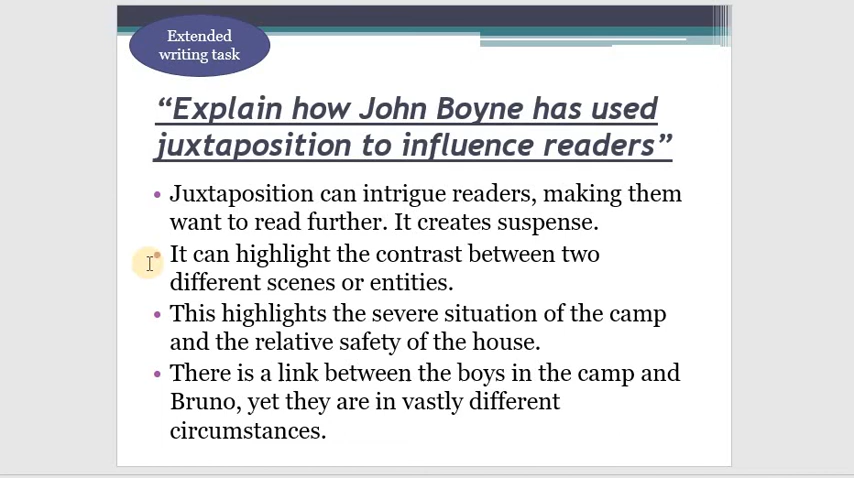 Extended
writing task
“Explain how John Boyne has used
juxtaposition to influence readers”
• Juxtaposition can intrigue readers, making them
want to read further. It creates suspense.
• It can highlight the contrast between two
different scenes or entities.
• This highlights the severe situation of the camp
and the relative safety of the house.
• There is a link between the boys in the camp and
Bruno, yet they are in vastly different
circumstances.